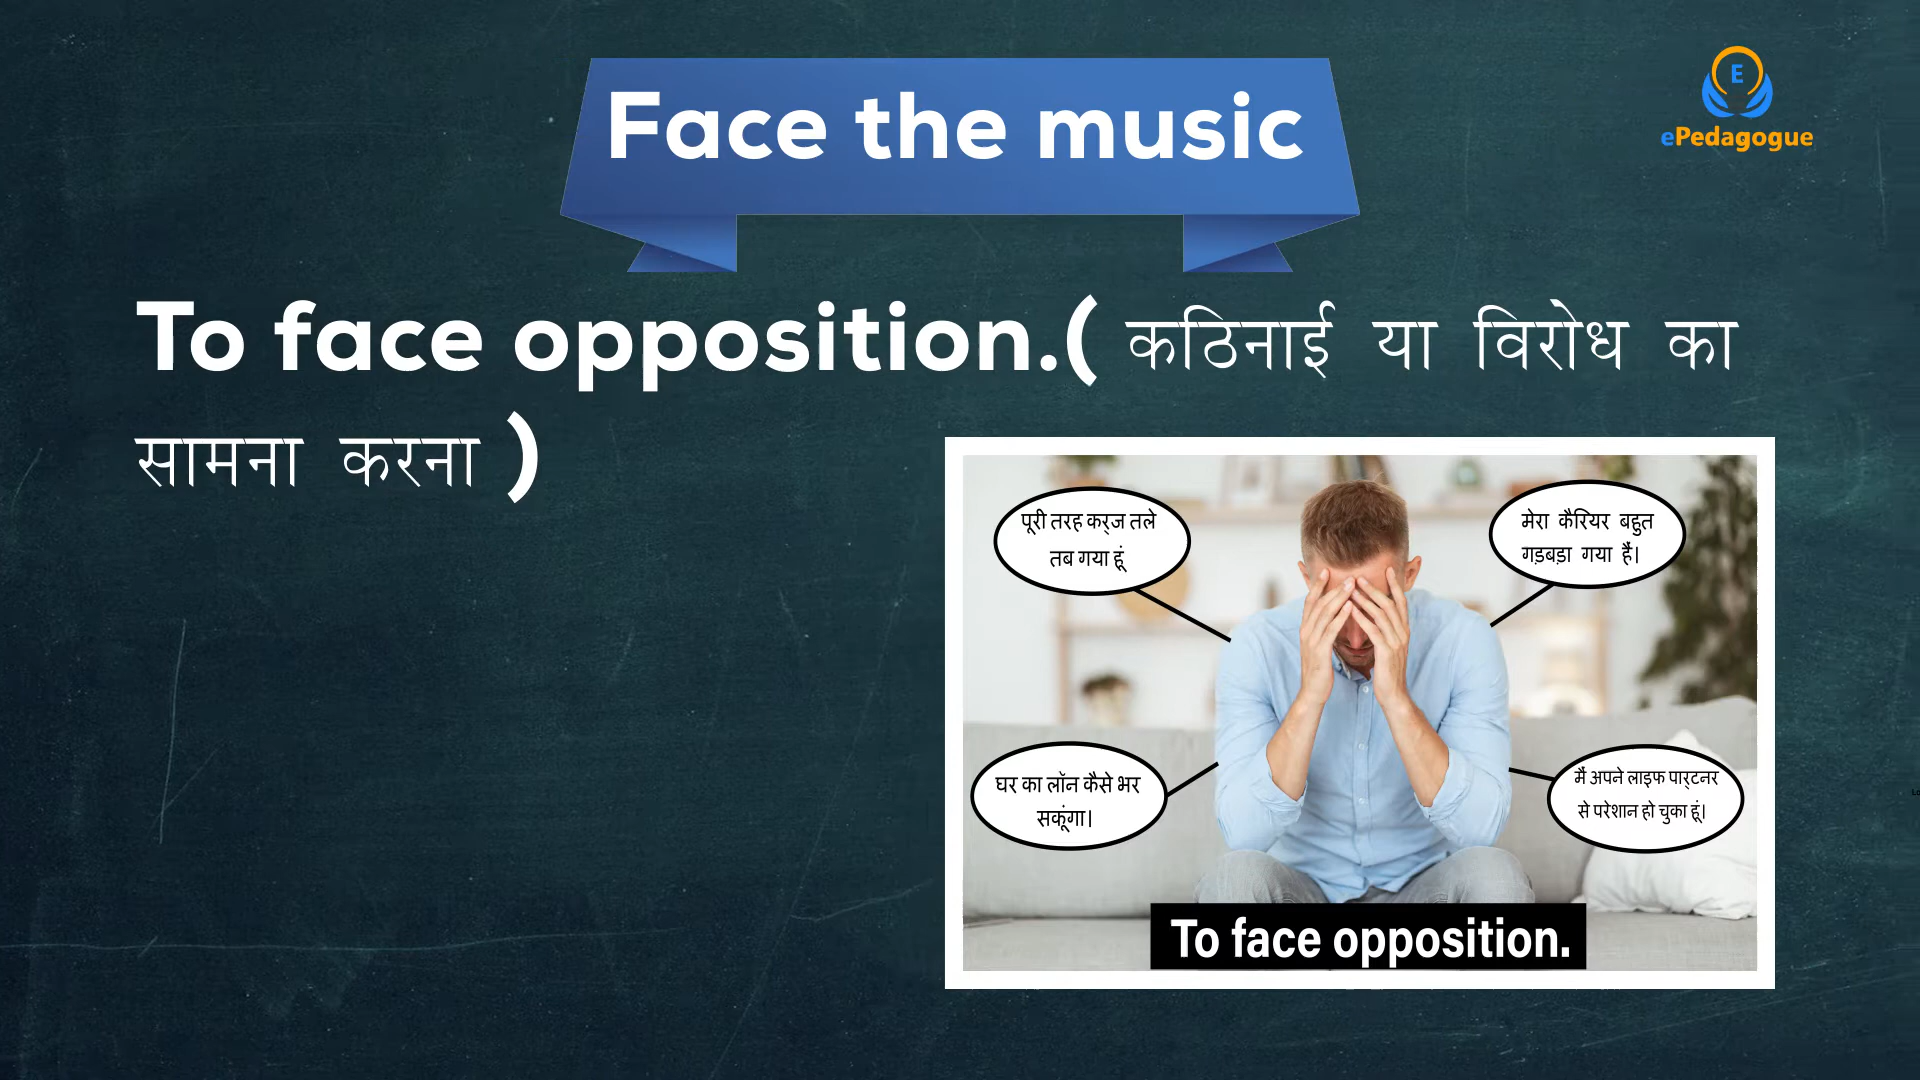 Face the music
E
ePedagogue
To face opposition.( कठिनाई या विरोध का
सामना करना )
पूरी तरह कर्‌ज तले
तब गया हूं
मेरा कैरियर बहुत
गड़बड़ा गया हैं।
घर का लॉन कैसे भर
सकूंगा।
मैं अपने लाइफ पार्‌टनर
से परेशान हो चुका हूं।
To face opposition.